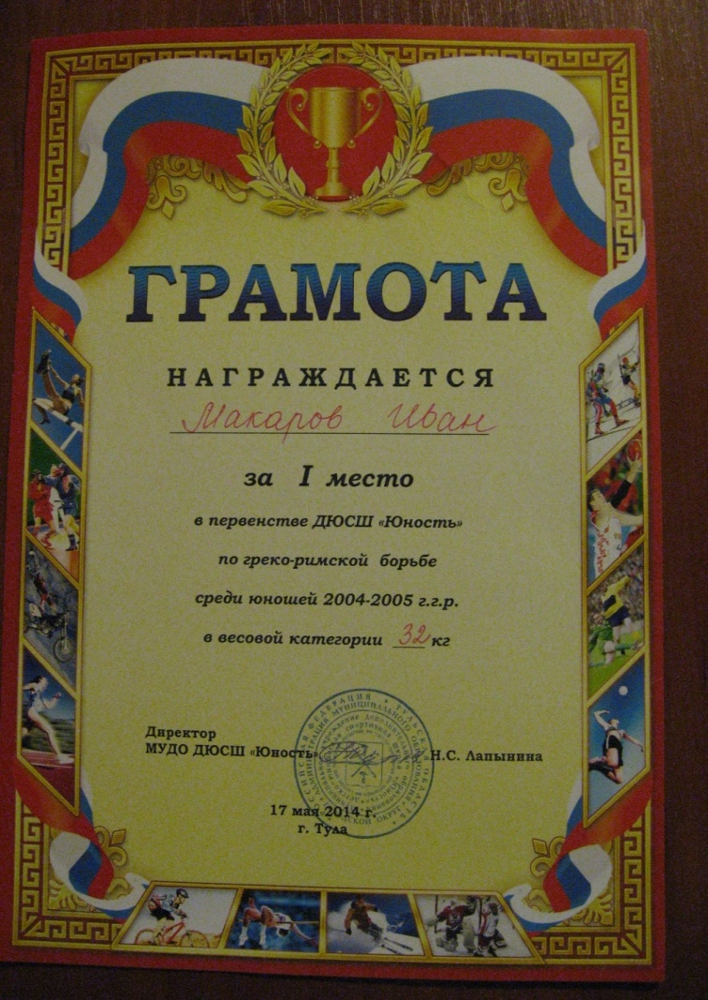 ГРАМОТА
НАГРАЖДАЕТСЯ
Макаров Иван
за I место
в первенстве ДЮСШ «Юность»
по греко-римской борьбе
среди юношей 2004-2005 г.г.р.
в весовой категории 32 кг
Директор
МУДО ДЮСШ «Юность» Н.С. Лапынина
17 мая 2014 г.
г. Тула